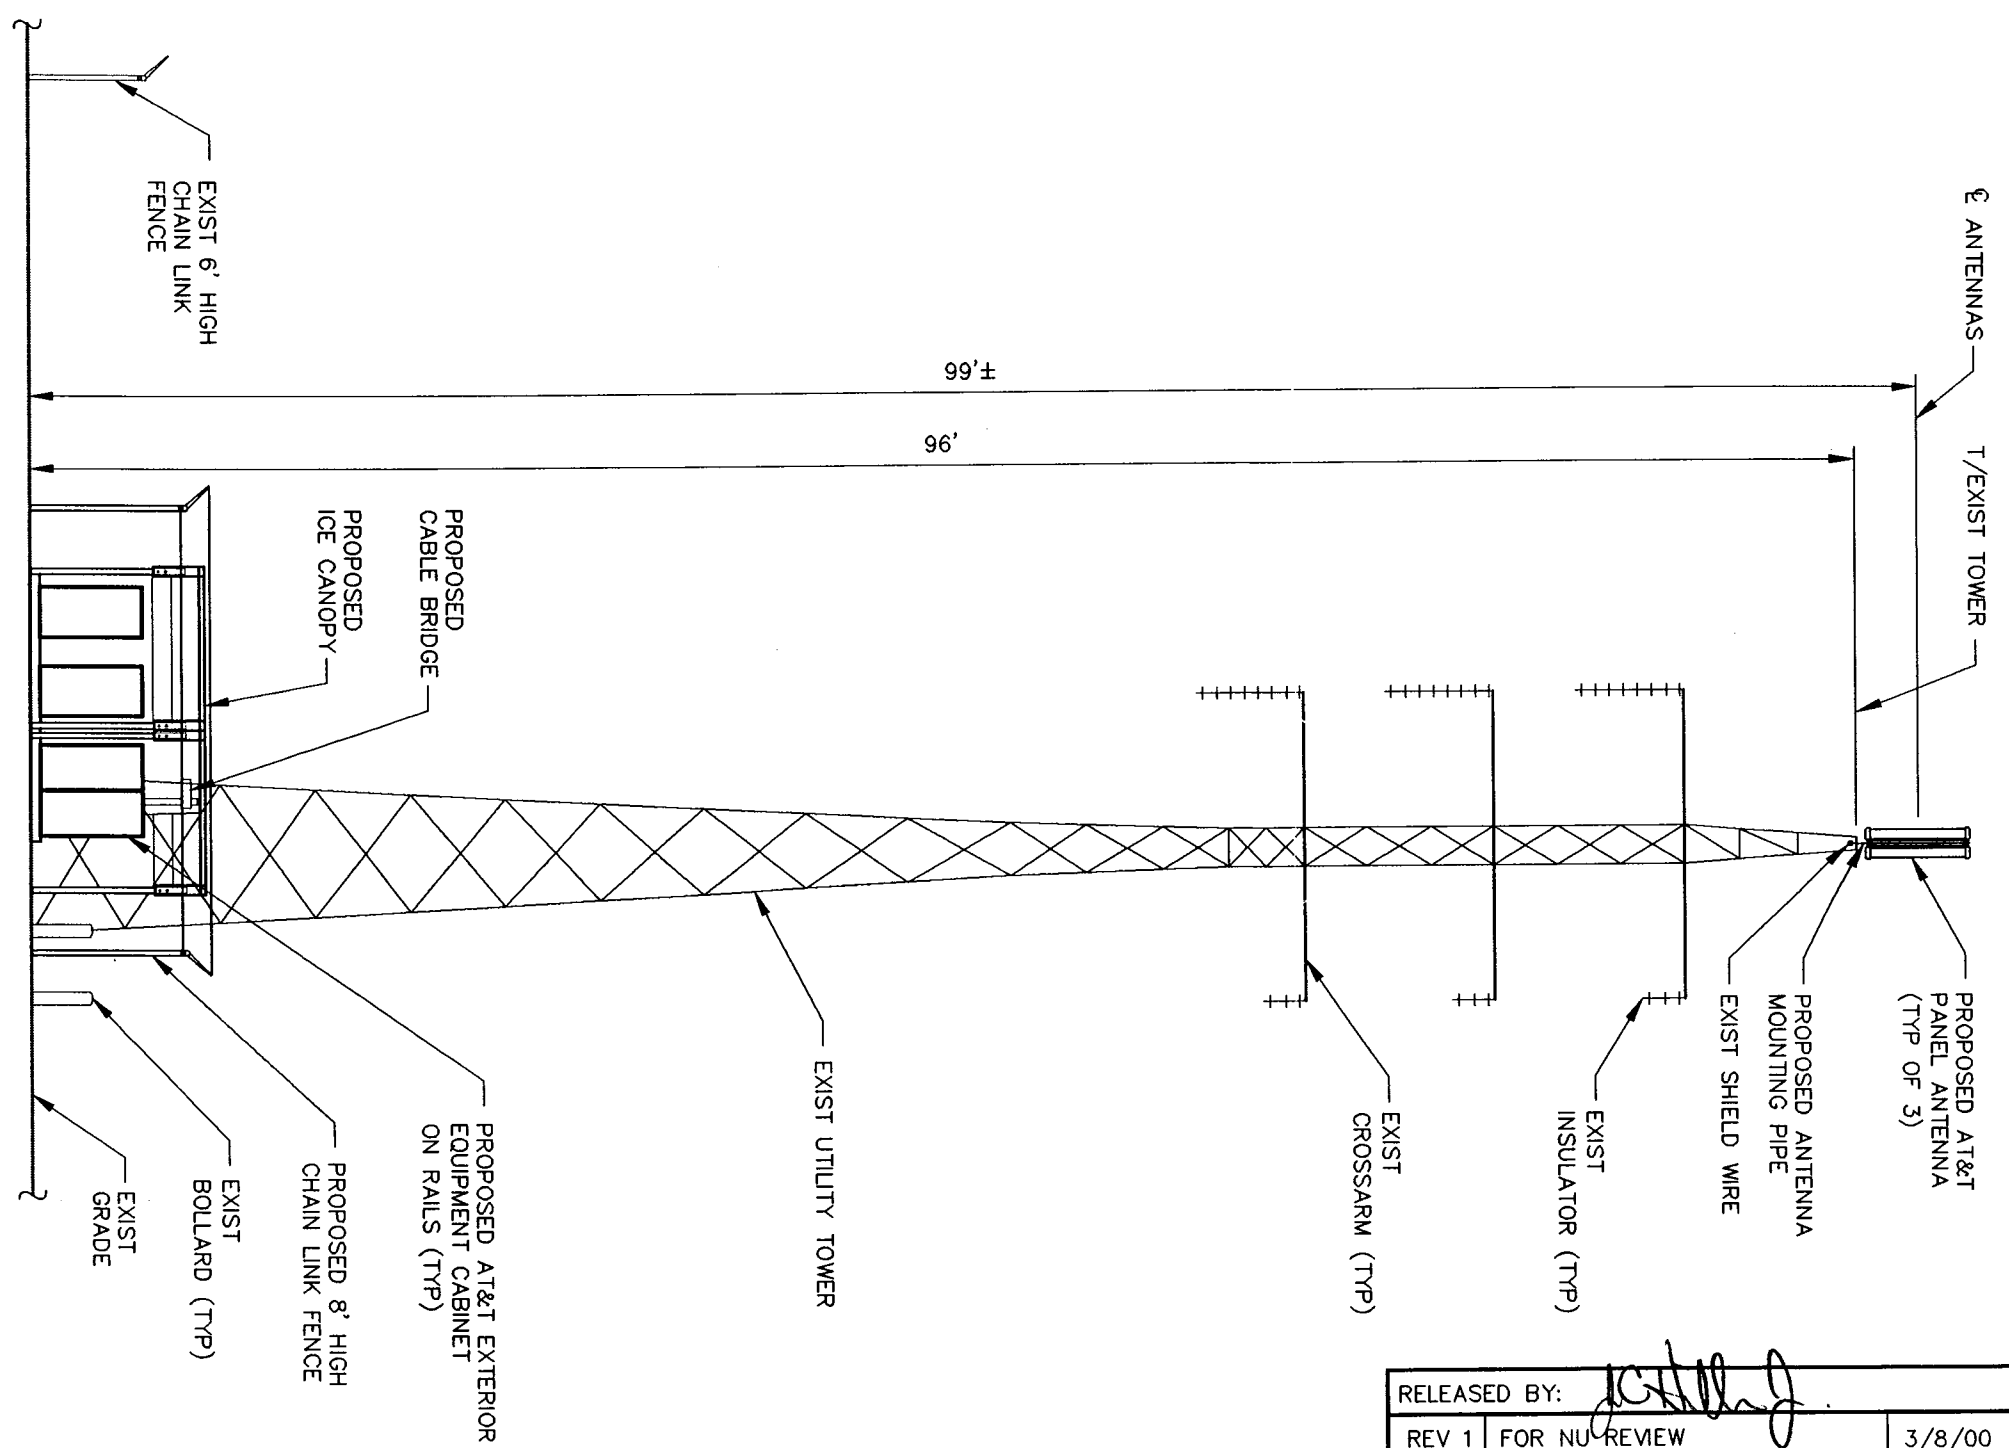 ℄ ANTENNAS
T/EXIST TOWER
99'±
96'
EXIST 6' HIGH
CHAIN LINK
FENCE
PROPOSED
CABLE BRIDGE
PROPOSED
ICE CANOPY
PROPOSED AT&T
PANEL ANTENNA
(TYP OF 3)
PROPOSED ANTENNA
MOUNTING PIPE
EXIST SHIELD WIRE
EXIST
INSULATOR (TYP)
EXIST
CROSSARM (TYP)
EXIST UTILITY TOWER
PROPOSED AT&T EXTERIOR
EQUIPMENT CABINET
ON RAILS (TYP)
PROPOSED 8' HIGH
CHAIN LINK FENCE
EXIST
BOLLARD (TYP)
EXIST
GRADE
RELEASED BY:
REV 1 FOR NU REVIEW 3/8/00